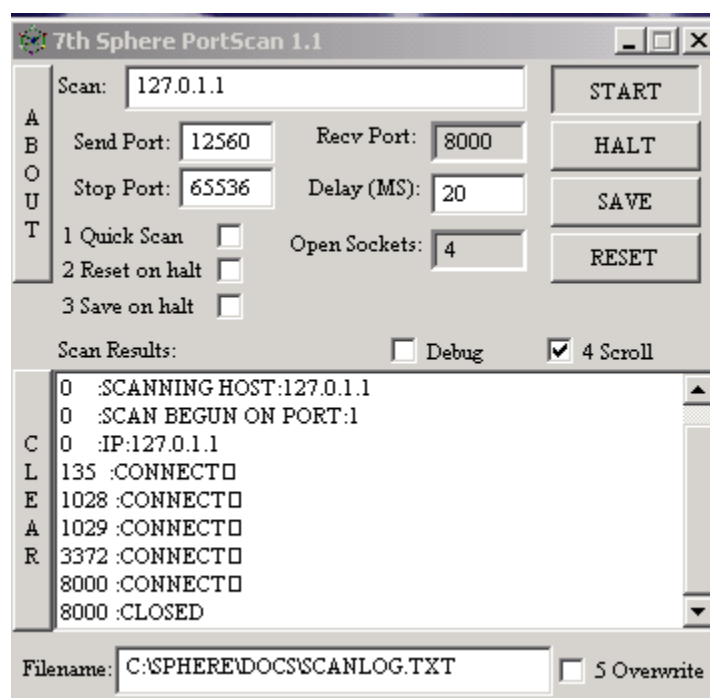 7th Sphere PortScan 1.1
ABOUT
Scan: 127.0.1.1
START
Send Port: 12560
Recv Port: 8000
HALT
Stop Port: 65536
Delay (MS): 20
SAVE
1 Quick Scan
Open Sockets: 4
RESET
2 Reset on halt
3 Save on halt
Scan Results:
Debug
4 Scroll
CLEAR
0 :SCANNING HOST:127.0.1.1
0 :SCAN BEGUN ON PORT:1
0 :IP:127.0.1.1
135 :CONNECT▯
1028 :CONNECT▯
1029 :CONNECT▯
3372 :CONNECT▯
8000 :CONNECT▯
8000 :CLOSED
Filename: C:\SPHERE\DOCS\SCANLOG.TXT
5 Overwrite